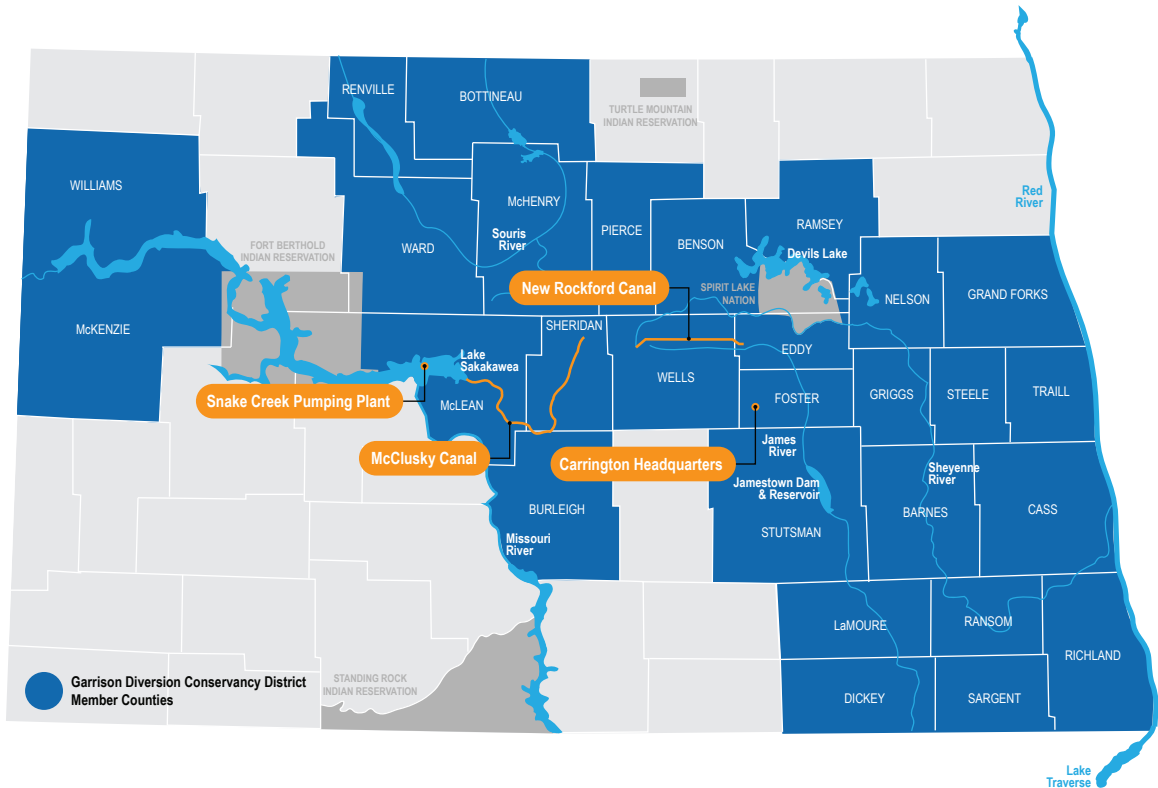 RENVILLE
BOTTINEAU
TURTLE MOUNTAIN
INDIAN RESERVATION
WILLIAMS
McHENRY
Red
River
RAMSEY
PIERCE
Souris
River
WARD
BENSON
FORT BERTHOLD
INDIAN RESERVATION
Devils Lake
New Rockford Canal
SPIRIT LAKE
NATION
NELSON
GRAND FORKS
McKENZIE
SHERIDAN
EDDY
Lake
Sakakawea
WELLS
Snake Creek Pumping Plant
McLEAN
FOSTER
GRIGGS
STEELE
TRAILL
McClusky Canal
Carrington Headquarters
James
River
Jamestown Dam
& Reservoir
Sheyenne
River
BURLEIGH
STUTSMAN
BARNES
CASS
Missouri
River
LaMOURE
RANSOM
RICHLAND
STANDING ROCK
INDIAN RESERVATION
DICKEY
SARGENT
Garrison Diversion Conservancy District
Member Counties
Lake
Traverse